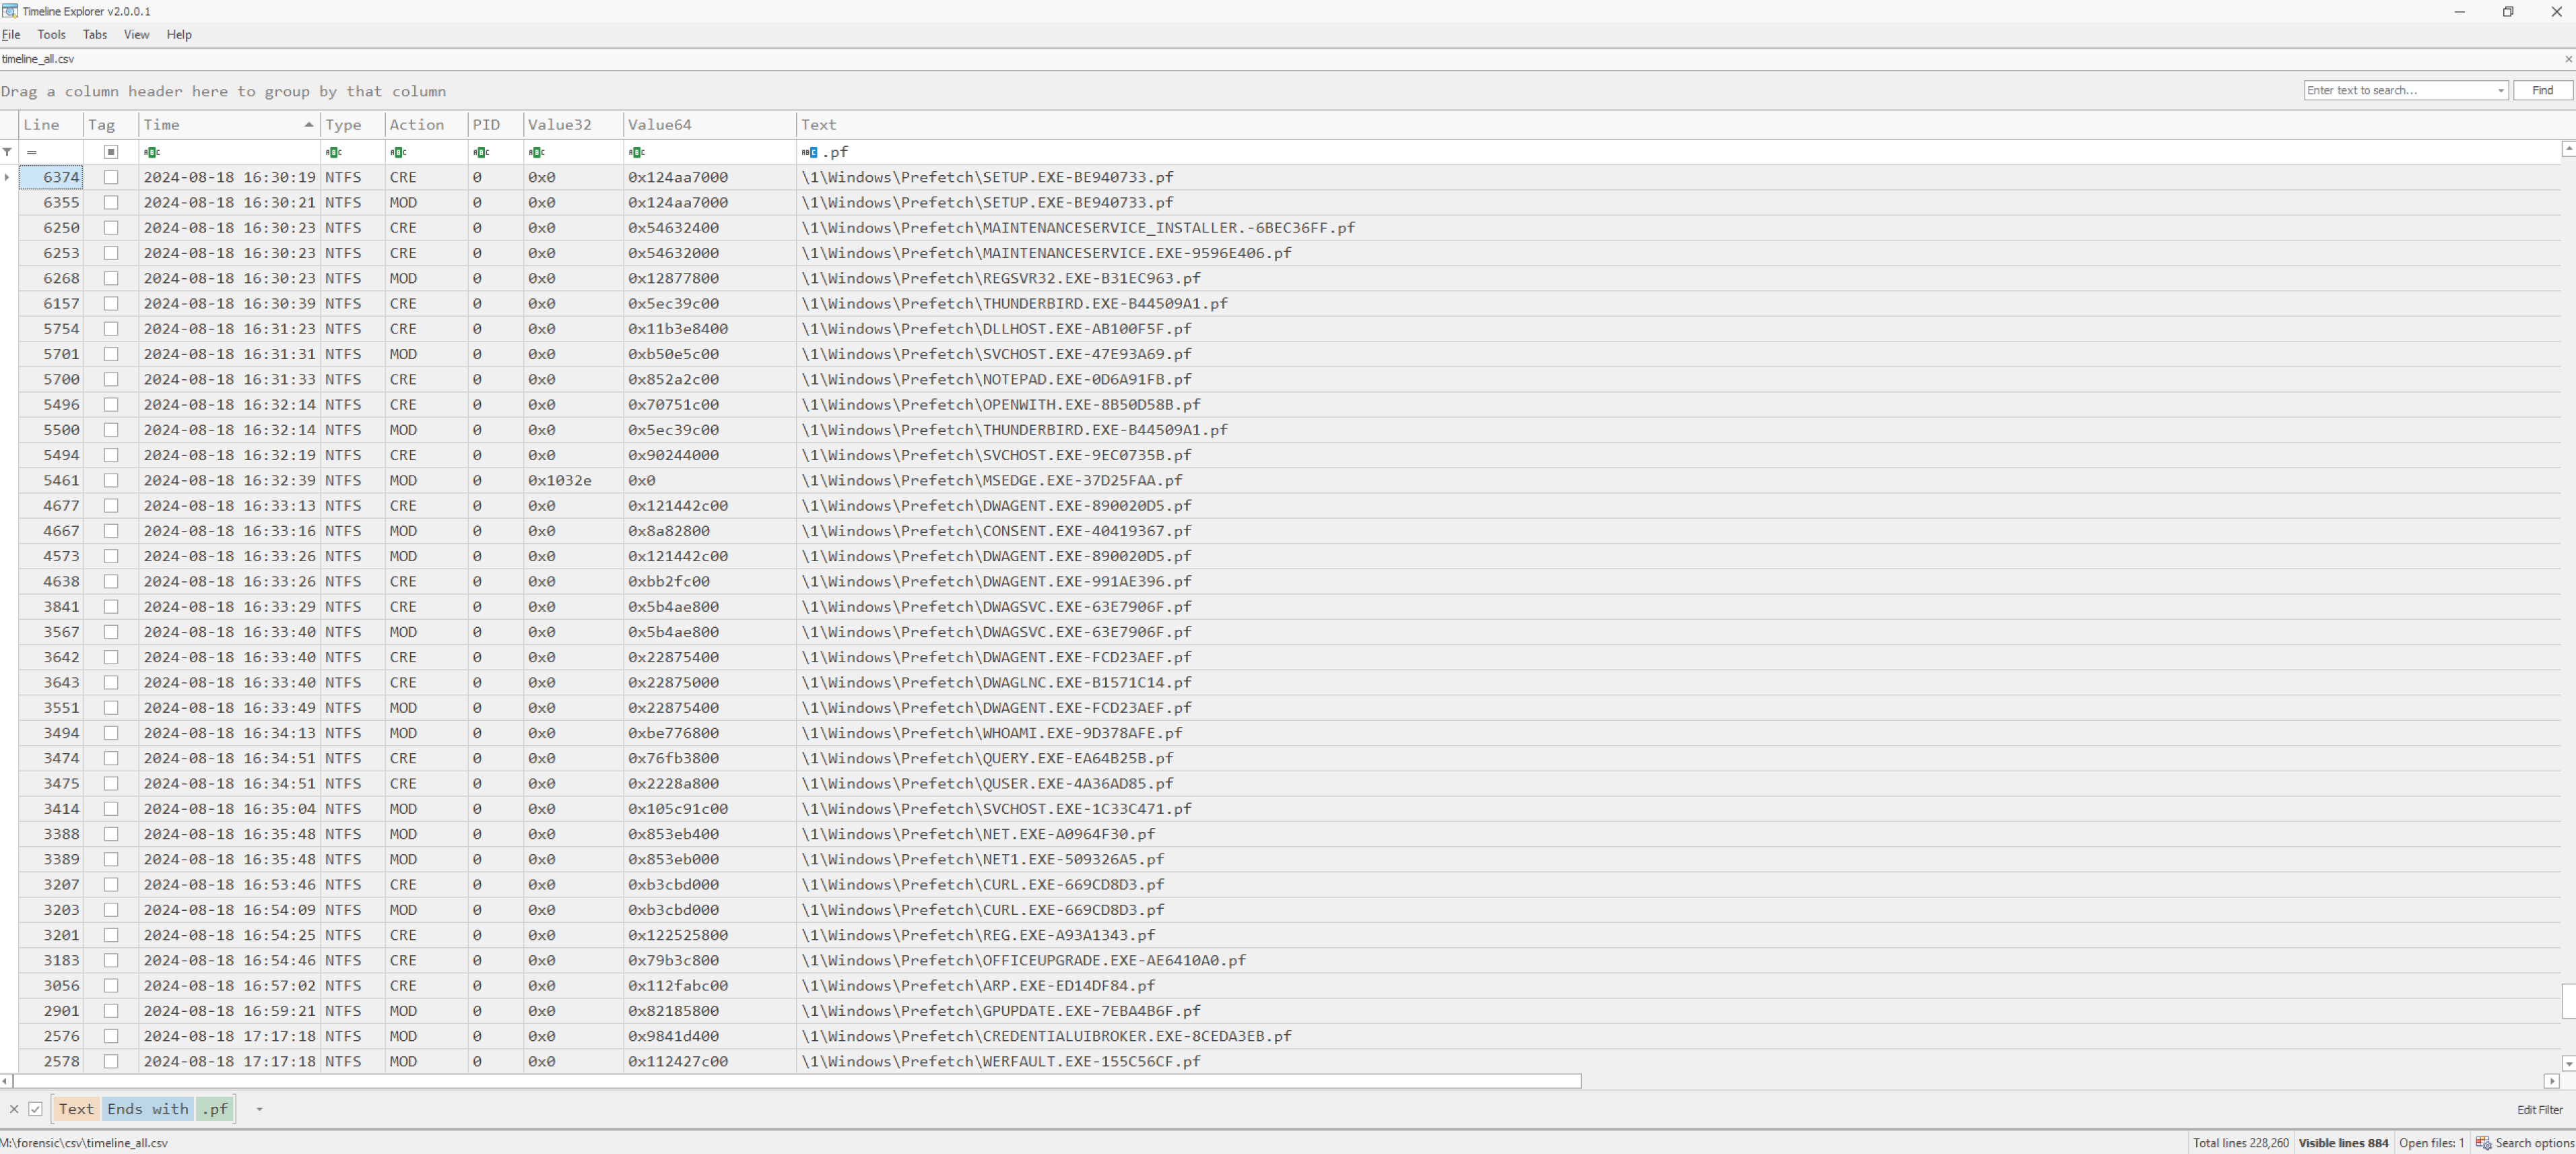 Timeline Explorer v2.0.0.1
File Tools Tabs View Help
timeline_all.csv
Drag a column header here to group by that column
Enter text to search... Find
Line Tag Time Type Action PID Value32 Value64 Text
= .pf
6374 2024-08-18 16:30:19 NTFS CRE 0 0x0 0x124aa7000 \1\Windows\Prefetch\SETUP.EXE-BE940733.pf
6355 2024-08-18 16:30:21 NTFS MOD 0 0x0 0x124aa7000 \1\Windows\Prefetch\SETUP.EXE-BE940733.pf
6250 2024-08-18 16:30:23 NTFS CRE 0 0x0 0x54632400 \1\Windows\Prefetch\MAINTENANCESERVICE_INSTALLER.-6BEC36FF.pf
6253 2024-08-18 16:30:23 NTFS CRE 0 0x0 0x54632000 \1\Windows\Prefetch\MAINTENANCESERVICE.EXE-9596E406.pf
6268 2024-08-18 16:30:23 NTFS MOD 0 0x0 0x12877800 \1\Windows\Prefetch\REGSVR32.EXE-B31EC963.pf
6157 2024-08-18 16:30:39 NTFS CRE 0 0x0 0x5ec39c00 \1\Windows\Prefetch\THUNDERBIRD.EXE-B44509A1.pf
5754 2024-08-18 16:31:23 NTFS CRE 0 0x0 0x11b3e8400 \1\Windows\Prefetch\DLLHOST.EXE-AB100F5F.pf
5701 2024-08-18 16:31:31 NTFS MOD 0 0x0 0xb50e5c00 \1\Windows\Prefetch\SVCHOST.EXE-47E93A69.pf
5700 2024-08-18 16:31:33 NTFS CRE 0 0x0 0x852a2c00 \1\Windows\Prefetch\NOTEPAD.EXE-0D6A91FB.pf
5496 2024-08-18 16:32:14 NTFS CRE 0 0x0 0x70751c00 \1\Windows\Prefetch\OPENWITH.EXE-8B50D58B.pf
5500 2024-08-18 16:32:14 NTFS MOD 0 0x0 0x5ec39c00 \1\Windows\Prefetch\THUNDERBIRD.EXE-B44509A1.pf
5494 2024-08-18 16:32:19 NTFS CRE 0 0x0 0x90244000 \1\Windows\Prefetch\SVCHOST.EXE-9EC0735B.pf
5461 2024-08-18 16:32:39 NTFS MOD 0 0x1032e 0x0 \1\Windows\Prefetch\MSEDGE.EXE-37D25FAA.pf
4677 2024-08-18 16:33:13 NTFS CRE 0 0x0 0x121442c00 \1\Windows\Prefetch\DWAGENT.EXE-890020D5.pf
4667 2024-08-18 16:33:16 NTFS MOD 0 0x0 0x8a82800 \1\Windows\Prefetch\CONSENT.EXE-40419367.pf
4573 2024-08-18 16:33:26 NTFS MOD 0 0x0 0x121442c00 \1\Windows\Prefetch\DWAGENT.EXE-890020D5.pf
4638 2024-08-18 16:33:26 NTFS CRE 0 0x0 0xbb2fc00 \1\Windows\Prefetch\DWAGENT.EXE-991AE396.pf
3841 2024-08-18 16:33:29 NTFS CRE 0 0x0 0x5b4ae800 \1\Windows\Prefetch\DWAGSVC.EXE-63E7906F.pf
3567 2024-08-18 16:33:40 NTFS MOD 0 0x0 0x5b4ae800 \1\Windows\Prefetch\DWAGSVC.EXE-63E7906F.pf
3642 2024-08-18 16:33:40 NTFS CRE 0 0x0 0x22875400 \1\Windows\Prefetch\DWAGENT.EXE-FCD23AEF.pf
3643 2024-08-18 16:33:40 NTFS CRE 0 0x0 0x22875000 \1\Windows\Prefetch\DWAGLNC.EXE-B1571C14.pf
3551 2024-08-18 16:33:49 NTFS MOD 0 0x0 0x22875400 \1\Windows\Prefetch\DWAGENT.EXE-FCD23AEF.pf
3494 2024-08-18 16:34:13 NTFS MOD 0 0x0 0xbe776800 \1\Windows\Prefetch\WHOAMI.EXE-9D378AFE.pf
3474 2024-08-18 16:34:51 NTFS CRE 0 0x0 0x76fb3800 \1\Windows\Prefetch\QUERY.EXE-EA64B25B.pf
3475 2024-08-18 16:34:51 NTFS CRE 0 0x0 0x2228a800 \1\Windows\Prefetch\QUSER.EXE-4A36AD85.pf
3414 2024-08-18 16:35:04 NTFS MOD 0 0x0 0x105c91c00 \1\Windows\Prefetch\SVCHOST.EXE-1C33C471.pf
3388 2024-08-18 16:35:48 NTFS MOD 0 0x0 0x853eb400 \1\Windows\Prefetch\NET.EXE-A0964F30.pf
3389 2024-08-18 16:35:48 NTFS MOD 0 0x0 0x853eb000 \1\Windows\Prefetch\NET1.EXE-509326A5.pf
3207 2024-08-18 16:53:46 NTFS CRE 0 0x0 0xb3cbd000 \1\Windows\Prefetch\CURL.EXE-669CD8D3.pf
3203 2024-08-18 16:54:09 NTFS MOD 0 0x0 0xb3cbd000 \1\Windows\Prefetch\CURL.EXE-669CD8D3.pf
3201 2024-08-18 16:54:25 NTFS CRE 0 0x0 0x122525800 \1\Windows\Prefetch\REG.EXE-A93A1343.pf
3183 2024-08-18 16:54:46 NTFS CRE 0 0x0 0x79b3c800 \1\Windows\Prefetch\OFFICEUPGRADE.EXE-AE6410A0.pf
3056 2024-08-18 16:57:02 NTFS CRE 0 0x0 0x112fabc00 \1\Windows\Prefetch\ARP.EXE-ED14DF84.pf
2901 2024-08-18 16:59:21 NTFS MOD 0 0x0 0x82185800 \1\Windows\Prefetch\GPUPDATE.EXE-7EBA4B6F.pf
2576 2024-08-18 17:17:18 NTFS MOD 0 0x0 0x9841d400 \1\Windows\Prefetch\CREDENTIALUIBROKER.EXE-8CEDA3EB.pf
2578 2024-08-18 17:17:18 NTFS MOD 0 0x0 0x112427c00 \1\Windows\Prefetch\WERFAULT.EXE-155C56CF.pf
Text Ends with .pf Edit Filter
M:\forensic\csv\timeline_all.csv Total lines 228,260 Visible lines 884 Open files: 1 Search options